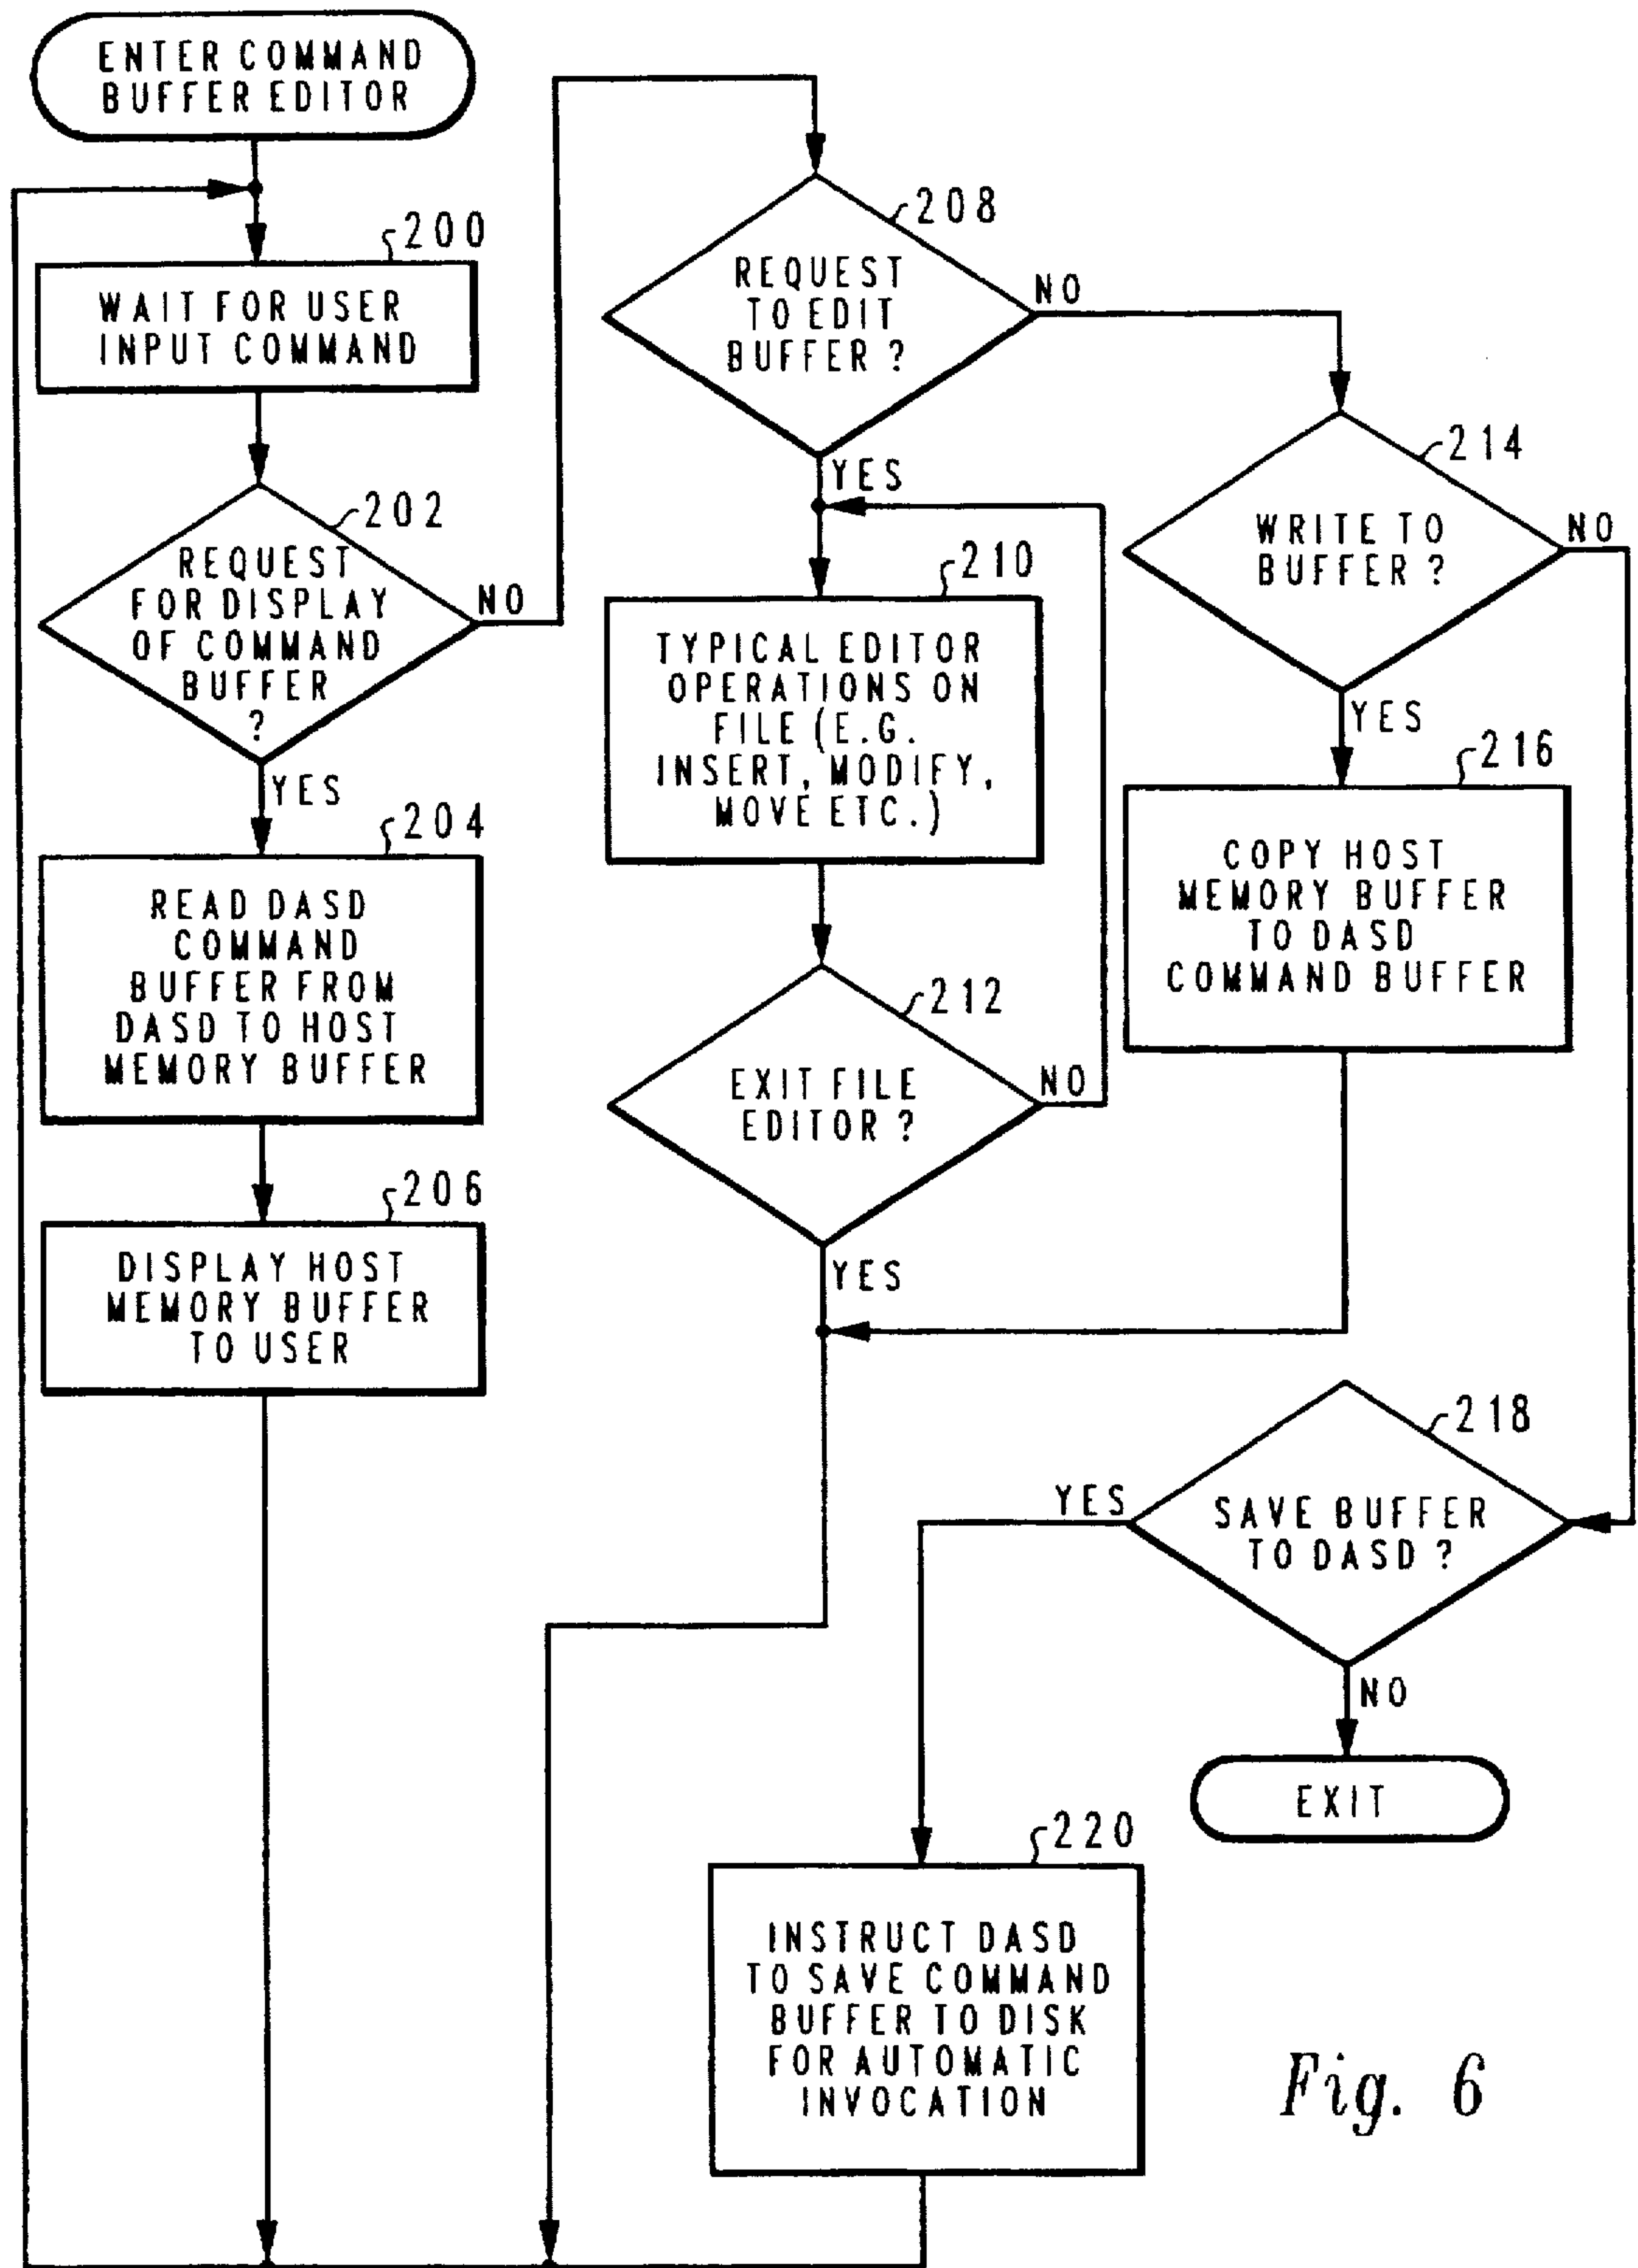 ENTER COMMAND
BUFFER EDITOR
200
WAIT FOR USER
INPUT COMMAND
202
REQUEST
FOR DISPLAY
OF COMMAND
BUFFER
?
NO
YES
204
READ DASD
COMMAND
BUFFER FROM
DASD TO HOST
MEMORY BUFFER
206
DISPLAY HOST
MEMORY BUFFER
TO USER
208
REQUEST
TO EDIT
BUFFER ?
NO
YES
210
TYPICAL EDITOR
OPERATIONS ON
FILE (E.G.
INSERT, MODIFY,
MOVE ETC.)
212
EXIT FILE
EDITOR ?
NO
YES
214
WRITE TO
BUFFER ?
NO
YES
216
COPY HOST
MEMORY BUFFER
TO DASD
COMMAND BUFFER
218
SAVE BUFFER
TO DASD ?
YES
NO
EXIT
220
INSTRUCT DASD
TO SAVE COMMAND
BUFFER TO DISK
FOR AUTOMATIC
INVOCATION
Fig. 6